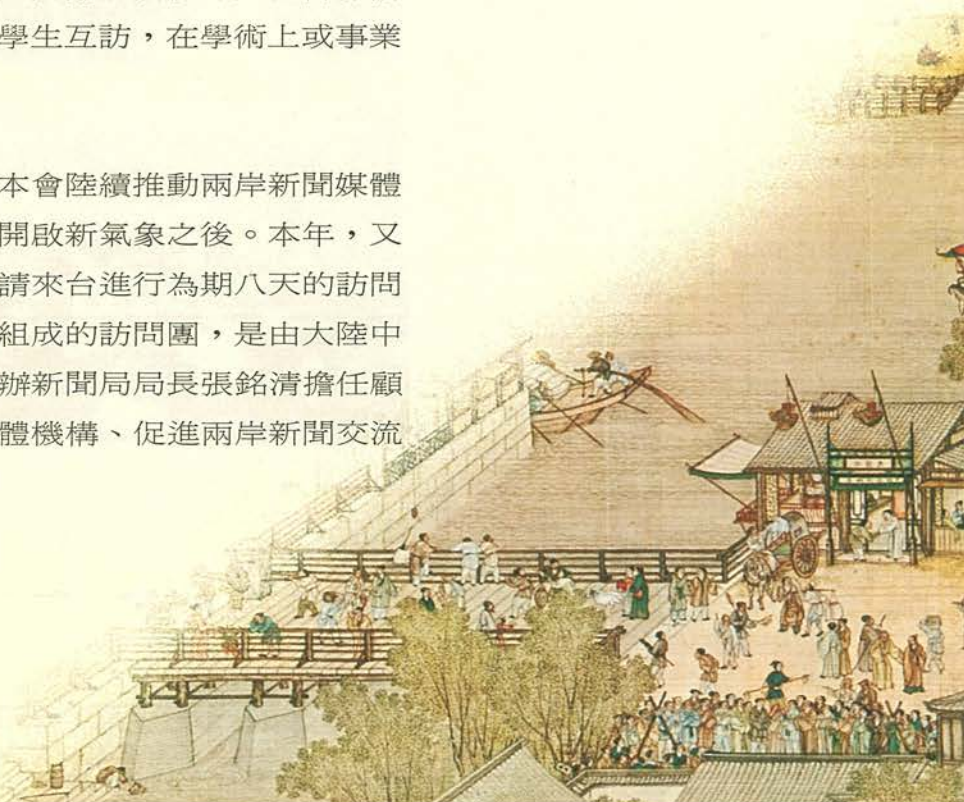 學生互訪，在學術上或事業
本會陸續推動兩岸新聞媒體
開啟新氣象之後。本年，又
請來台進行為期八天的訪問
組成的訪問團，是由大陸中
辦新聞局局長張銘清擔任顧
體機構、促進兩岸新聞交流